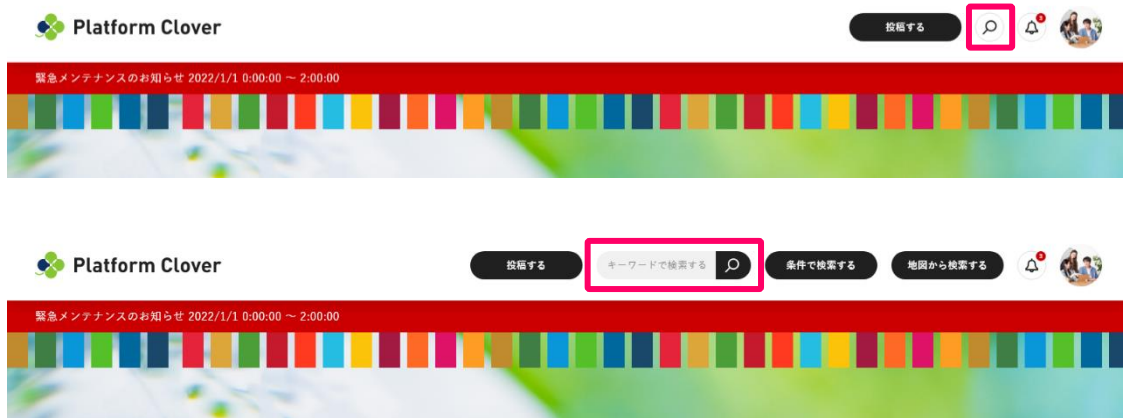 Platform Clover 投稿する 3
緊急メンテナンスのお知らせ 2022/1/1 0:00:00 ～ 2:00:00
Platform Clover 投稿する キーワードで検索する 条件で検索する 地図から検索する 3
緊急メンテナンスのお知らせ 2022/1/1 0:00:00 ～ 2:00:00